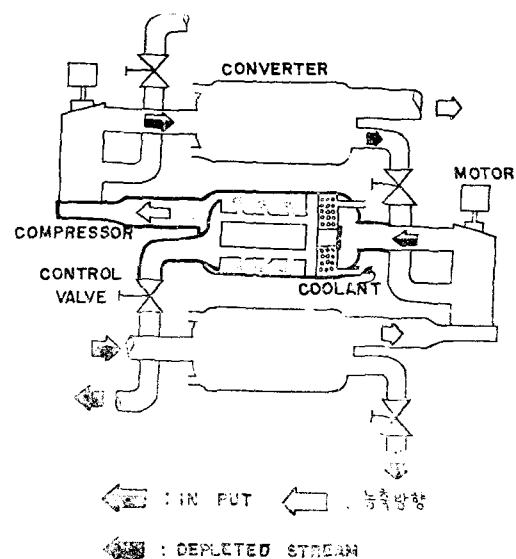 CONVERTER
MOTOR
COMPRESSOR
CONTROL
VALVE
COOLANT
: IN PUT
: 농축방향
: DEPLETED STREAM